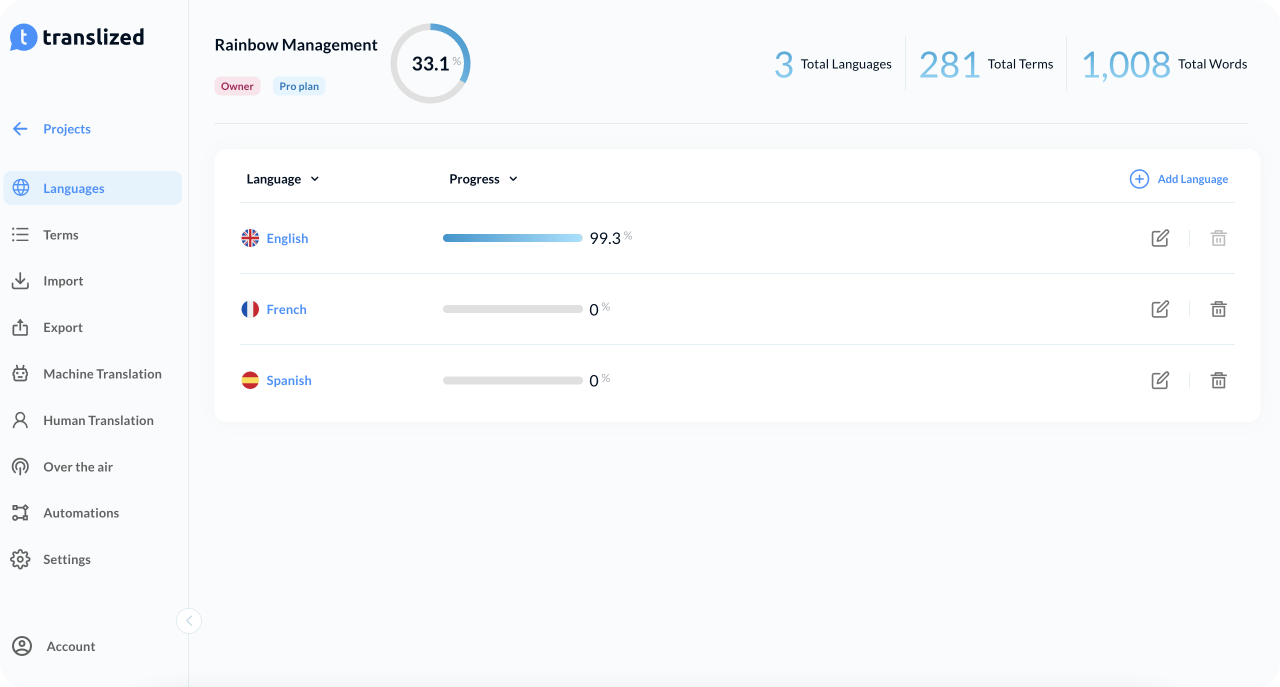 translized
Projects
Languages
Terms
Import
Export
Machine Translation
Human Translation
Over the air
Automations
Settings
Account
Rainbow Management
Owner
Pro plan
33.1 %
3 Total Languages
281 Total Terms
1,008 Total Words
Language
Progress
Add Language
English
99.3 %
French
0 %
Spanish
0 %